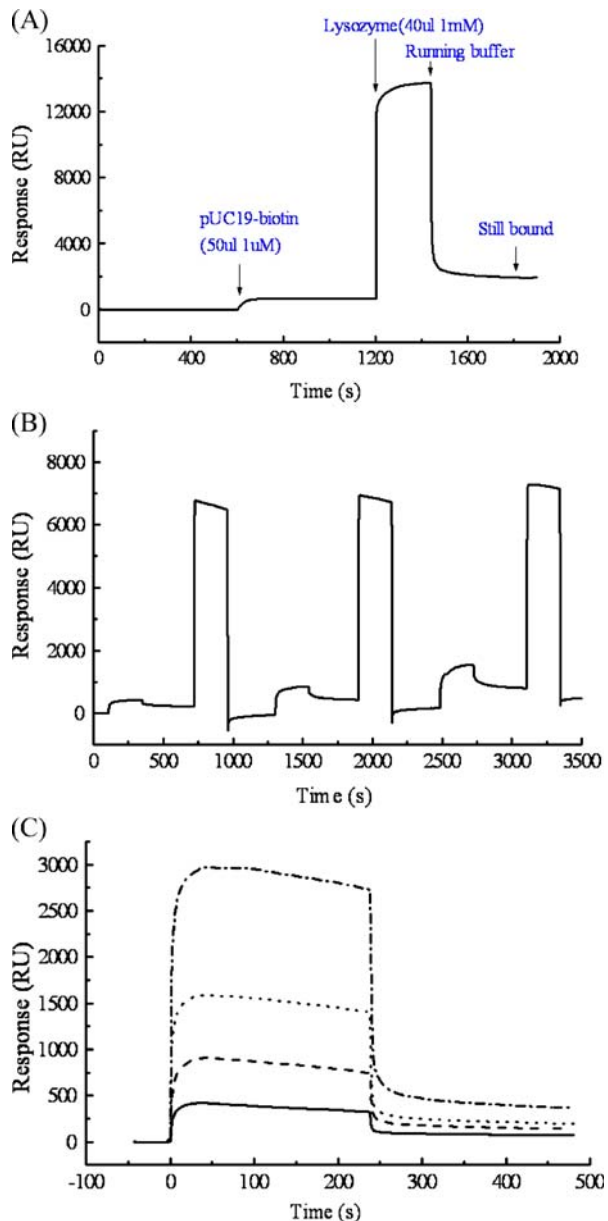 (A)
Lysozyme(40ul 1mM)
Running buffer
16000
12000
8000
4000
0
Response (RU)
pUC19-biotin
(50ul 1uM)
Still bound
0 400 800 1200 1600 2000
Time (s)
(B)
8000
6000
4000
2000
0
Response (RU)
0 500 1000 1500 2000 2500 3000 3500
Time (s)
(C)
3000
2500
2000
1500
1000
500
0
Response (RU)
-100 0 100 200 300 400 500
Time (s)